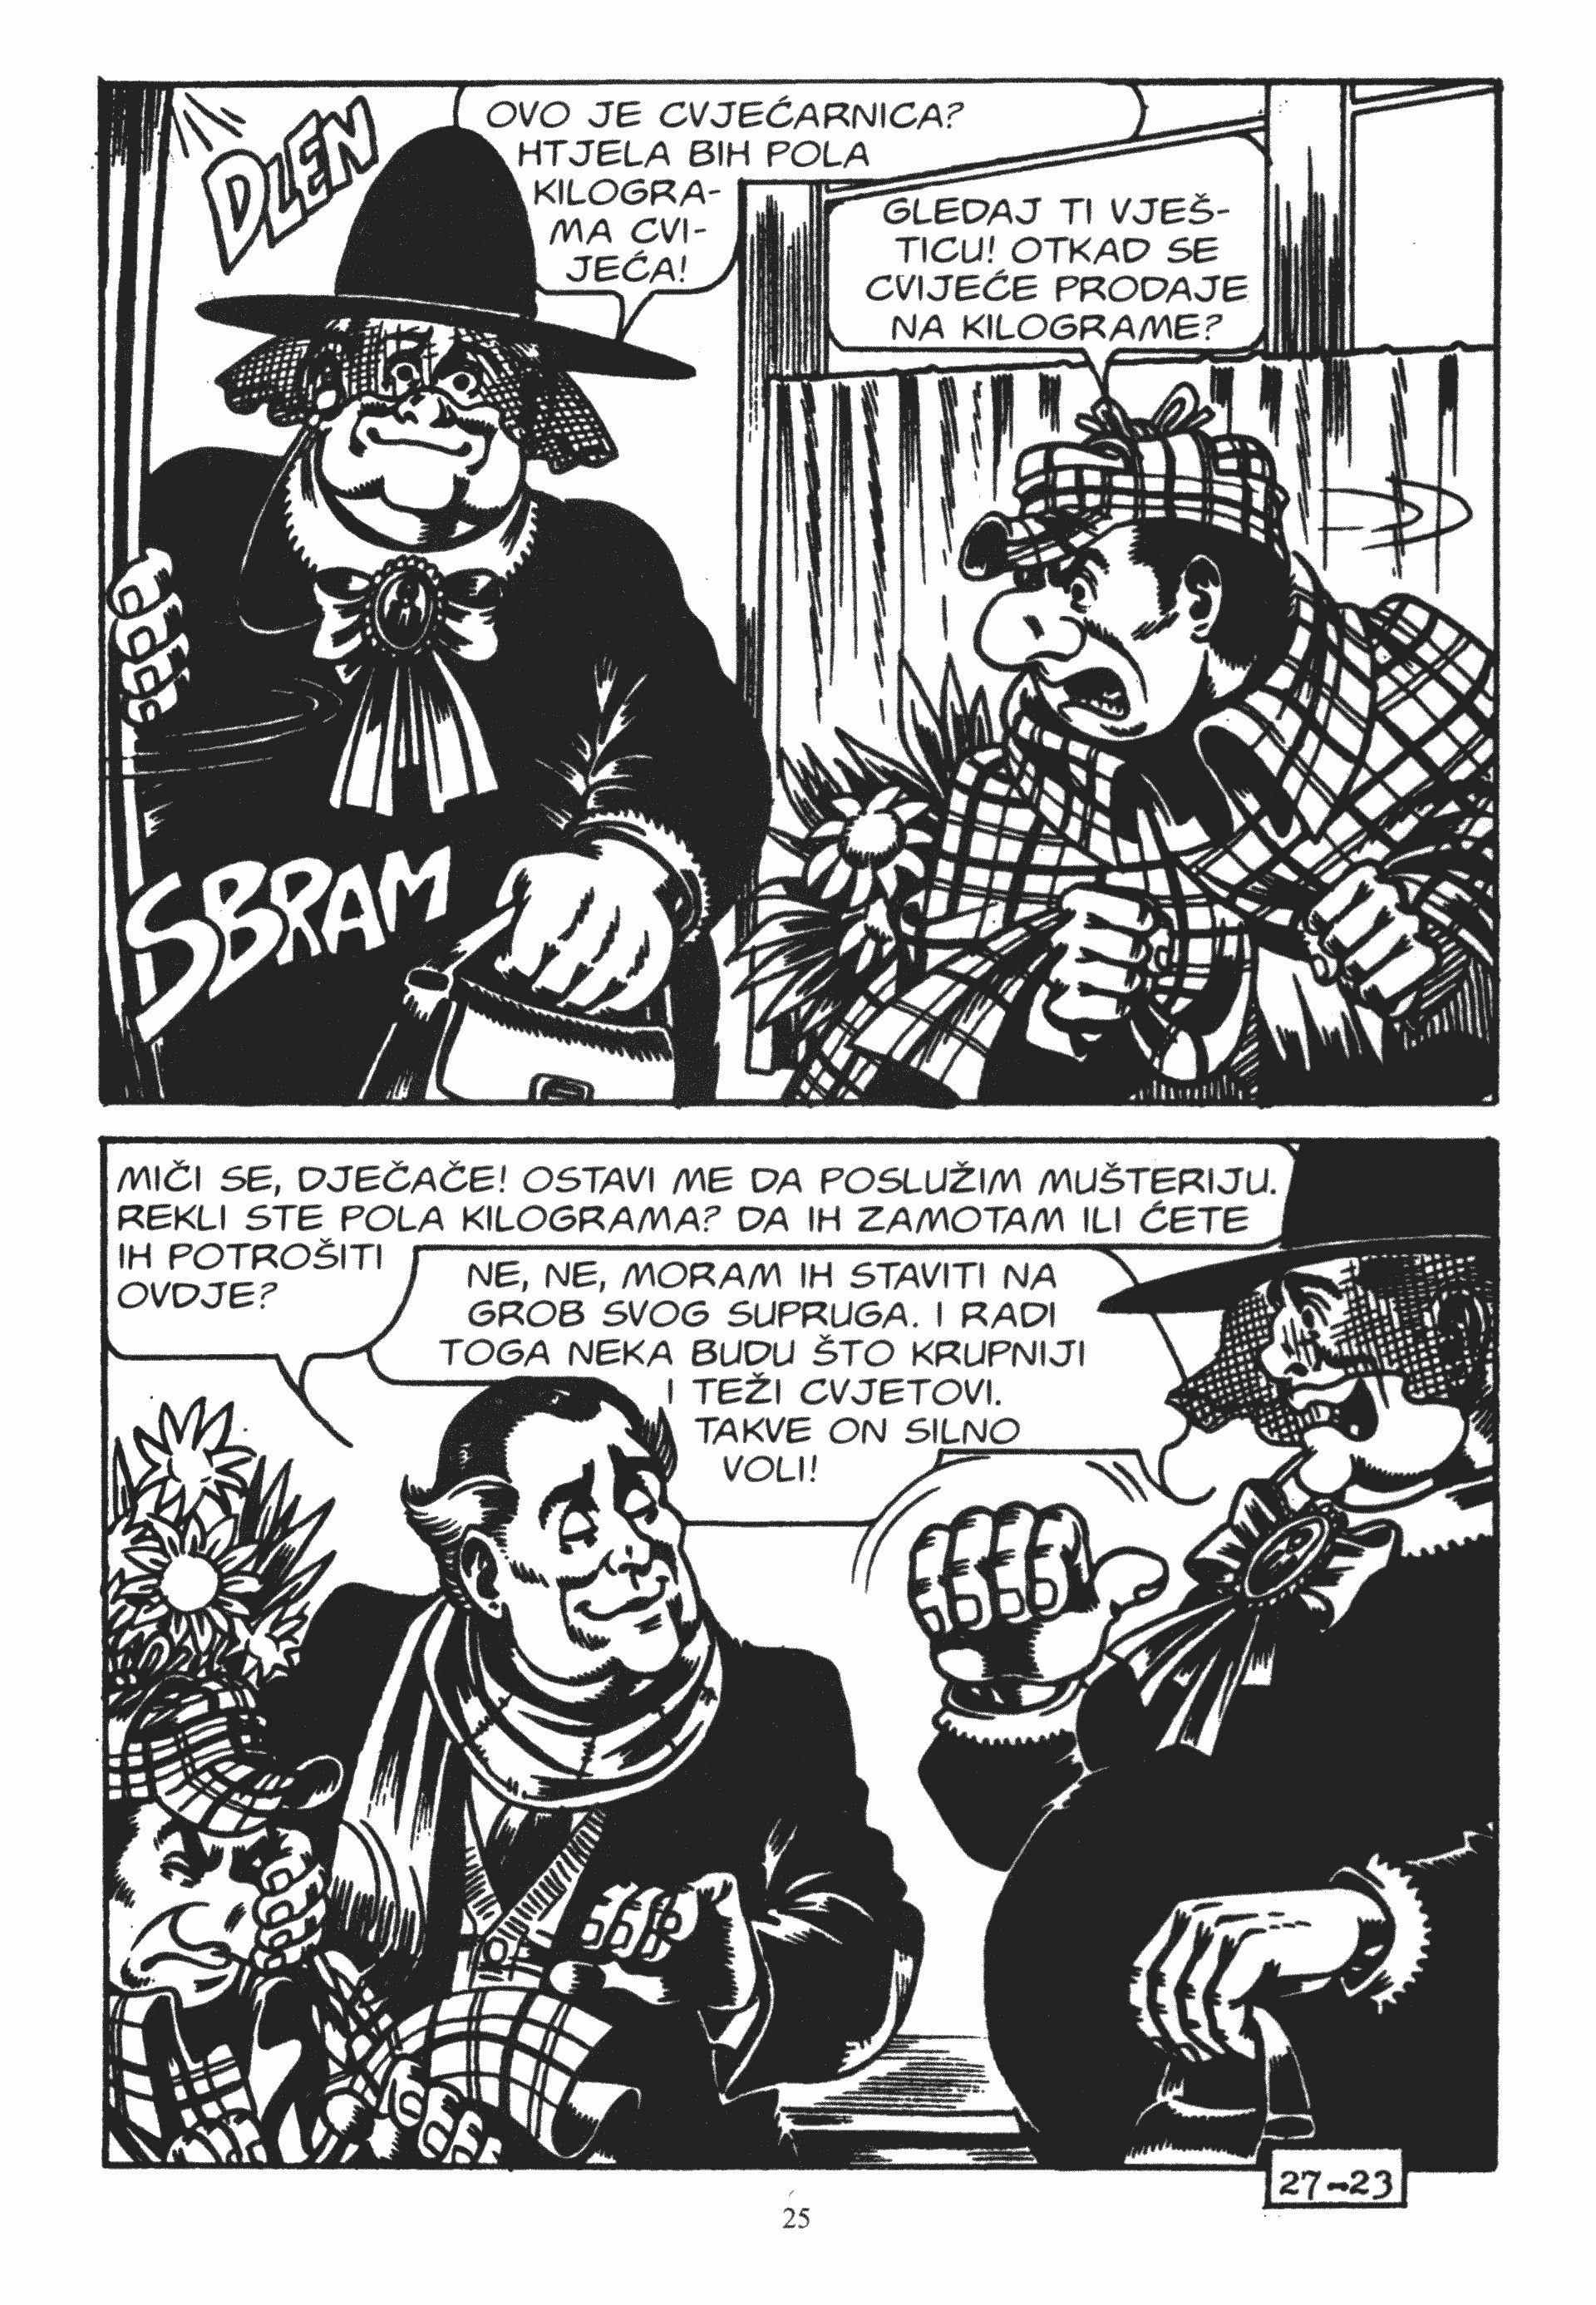 DLEN
OVO JE CVJEĆARNICA?
HTJELA BIH POLA
KILOGRA-
MA CVI-
JEĆA!
GLEDAJ TI VJEŠ-
TICU! OTKAD SE
CVIJEĆE PRODAJE
NA KILOGRAME?
SBRAM
MIČI SE, DJEČAČE! OSTAVI ME DA POSLUŽIM MUŠTERIJU.
REKLI STE POLA KILOGRAMA? DA IH ZAMOTAM ILI ĆETE
IH POTROŠITI
OVDJE?
NE, NE, MORAM IH STAVITI NA
GROB SVOG SUPRUGA. I RADI
TOGA NEKA BUDU ŠTO KRUPNIJI
I TEŽI CVJETOVI.
TAKVE ON SILNO
VOLI!
27-23
25